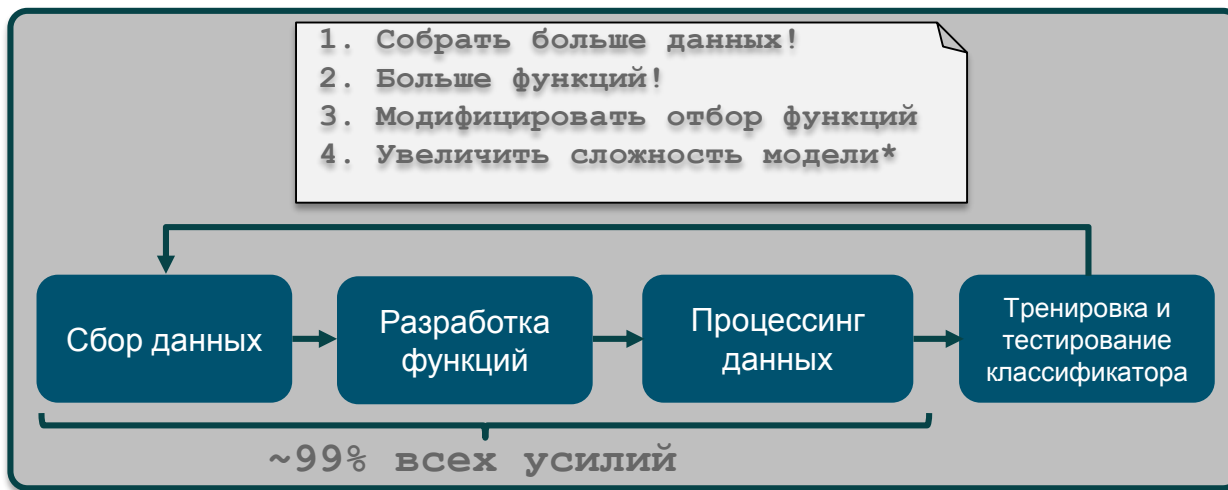 1. Собрать больше данных!
2. Больше функций!
3. Модифицировать отбор функций
4. Увеличить сложность модели*
Сбор данных
Разработка
функций
Процессинг
данных
Тренировка и
тестирование
классификатора
~99% всех усилий